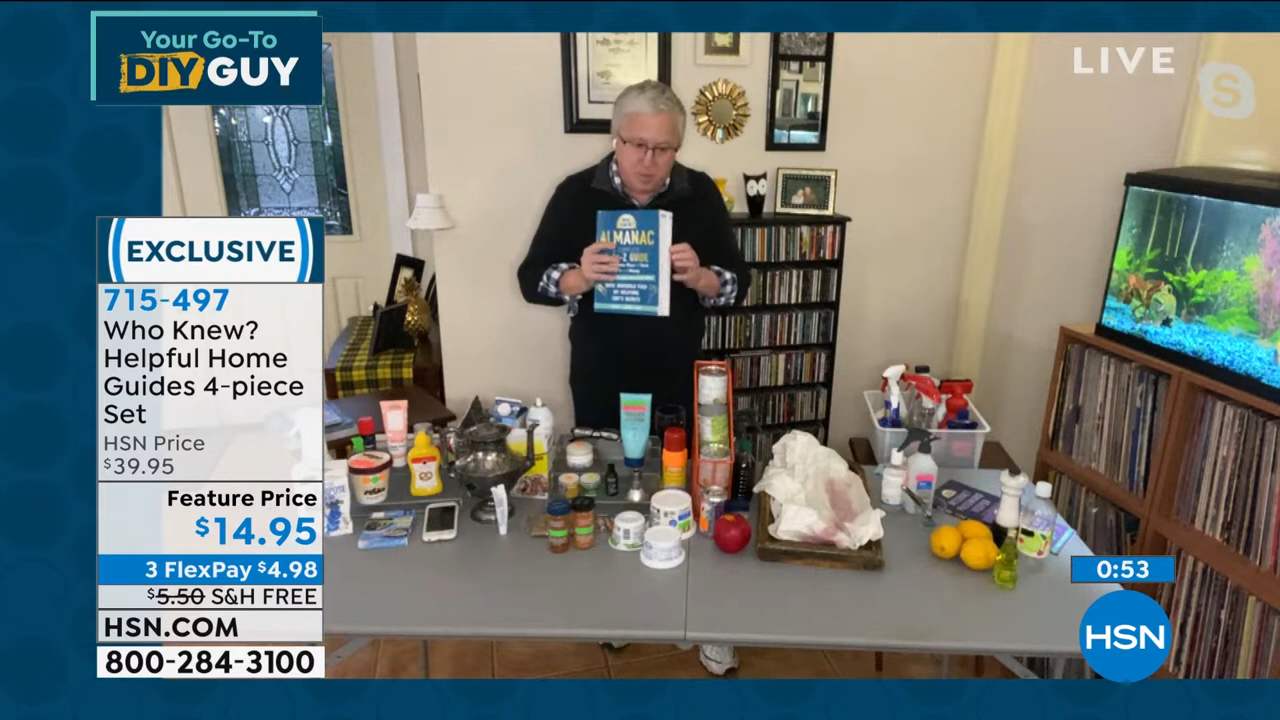 Your Go-To
DIY GUY
LIVE
S
EXCLUSIVE
715-497
Who Knew?
Helpful Home
Guides 4-piece
Set
HSN Price
$39.95
Feature Price
$14.95
3 FlexPay $4.98
$5.50 S&H FREE
HSN.COM
800-284-3100
ALMANAC
GUIDE
0:53
HSN